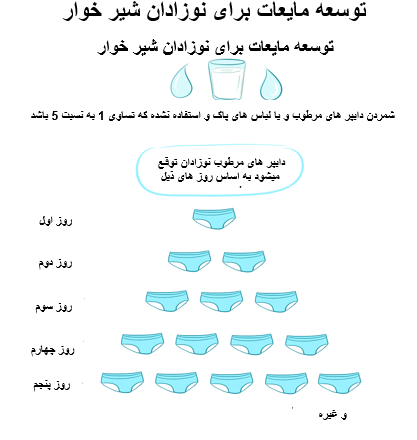 توسعه مایعات برای نوزادان شیر خوار
توسعه مایعات برای نوزادان شیر خوار
شمردن دایپر های مرطوب و یا لباس های پاک و استفاده نشده که تساوی 1 به نسبت 5 باشد
دایپر های مرطوب نوزادان توقع
میشود به اساس روز های ذیل
روز اول
روز دوم
روز سوم
روز چهارم
روز پنجم
و غیره